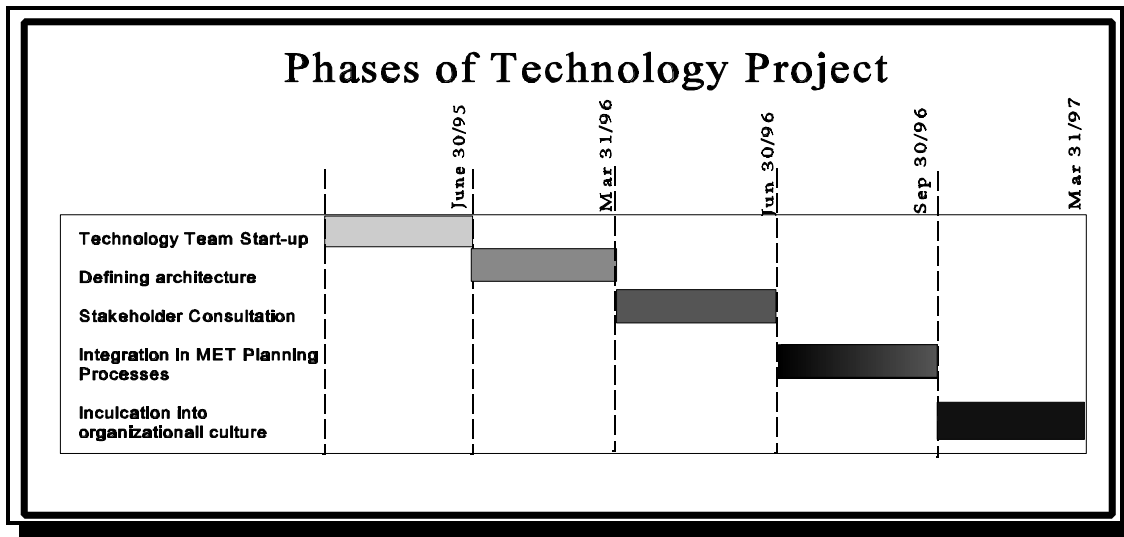 Phases of Technology Project
June 30/95
Mar 31/96
Jun 30/96
Sep 30/96
Mar 31/97
Technology Team Start-up
Defining architecture
Stakeholder Consultation
Integration in MET Planning
Processes
Inculcation into
organizationall culture